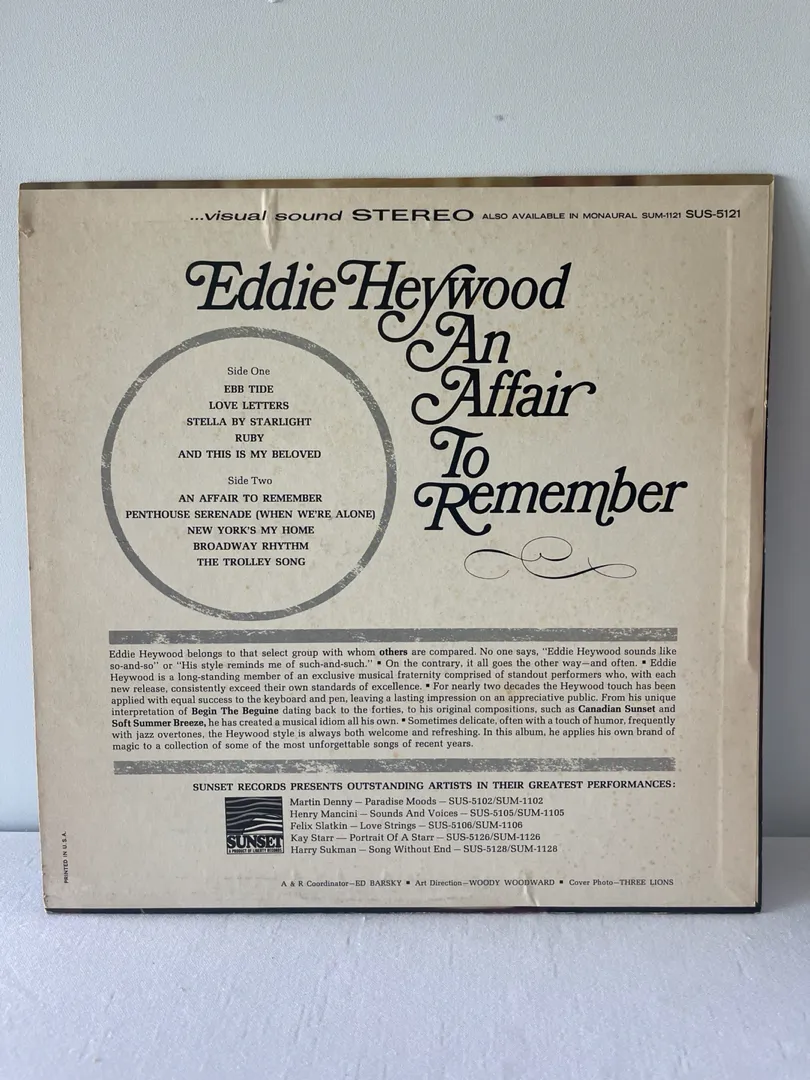 ...visual sound STEREO ALSO AVAILABLE IN MONAURAL SUM-1121 SUS-5121
Eddie Heywood
An
Affair
To
Remember
Side One
EBB TIDE
LOVE LETTERS
STELLA BY STARLIGHT
RUBY
AND THIS IS MY BELOVED
Side Two
AN AFFAIR TO REMEMBER
PENTHOUSE SERENADE (WHEN WE'RE ALONE)
NEW YORK'S MY HOME
BROADWAY RHYTHM
THE TROLLEY SONG
Eddie Heywood belongs to that select group with whom others are compared. No one says, "Eddie Heywood sounds like
so-and-so" or "His style reminds me of such-and-such." ▪ On the contrary, it all goes the other way—and often. ▪ Eddie
Heywood is a long-standing member of an exclusive musical fraternity comprised of standout performers who, with each
new release, consistently exceed their own standards of excellence. ▪ For nearly two decades the Heywood touch has been
applied with equal success to the keyboard and pen, leaving a lasting impression on an appreciative public. From his unique
interpretation of Begin The Beguine dating back to the forties, to his original compositions, such as Canadian Sunset and
Soft Summer Breeze, he has created a musical idiom all his own. ▪ Sometimes delicate, often with a touch of humor, frequently
with jazz overtones, the Heywood style is always both welcome and refreshing. In this album, he applies his own brand of
magic to a collection of some of the most unforgettable songs of recent years.
SUNSET RECORDS PRESENTS OUTSTANDING ARTISTS IN THEIR GREATEST PERFORMANCES:
Martin Denny — Paradise Moods — SUS-5102/SUM-1102
Henry Mancini — Sounds And Voices — SUS-5105/SUM-1105
Felix Slatkin — Love Strings — SUS-5106/SUM-1106
Kay Starr — Portrait Of A Starr — SUS-5126/SUM-1126
Harry Sukman — Song Without End — SUS-5128/SUM-1128
SUNSET
A PRODUCT OF LIBERTY RECORDS
PRINTED IN U.S.A.
A & R Coordinator—ED BARSKY ▪ Art Direction—WOODY WOODWARD ▪ Cover Photo—THREE LIONS